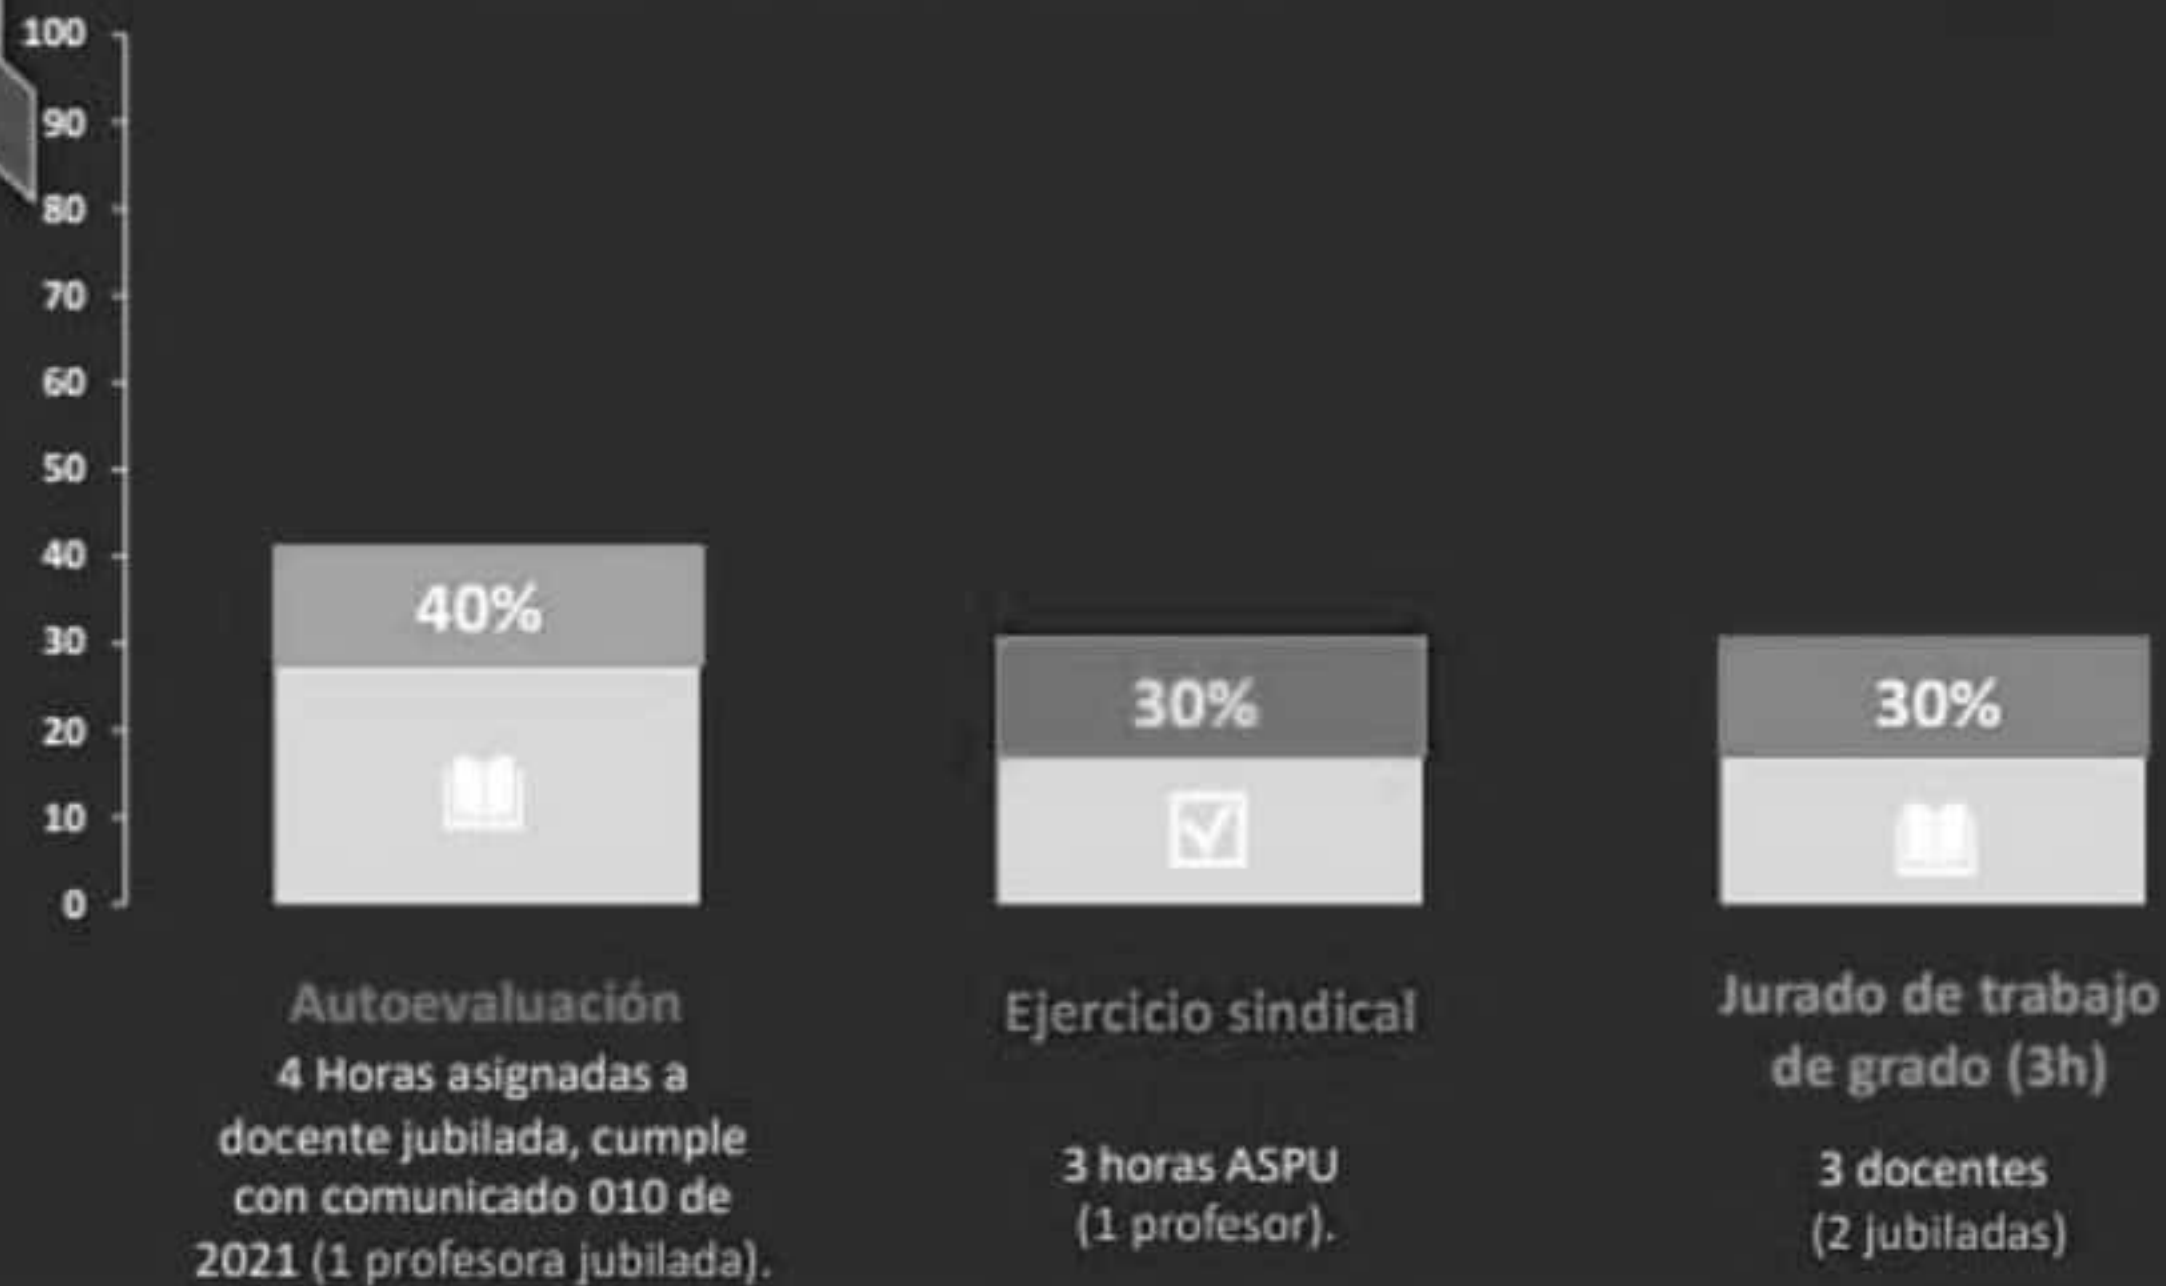 100
90
80
70
60
50
40
30
20
10
0
40%
30%
30%
Autoevaluación
4 Horas asignadas a
docente jubilada, cumple
con comunicado 010 de
2021 (1 profesora jubilada).
Ejercicio sindical
3 horas ASPU
(1 profesor).
Jurado de trabajo
de grado (3h)
3 docentes
(2 jubiladas)